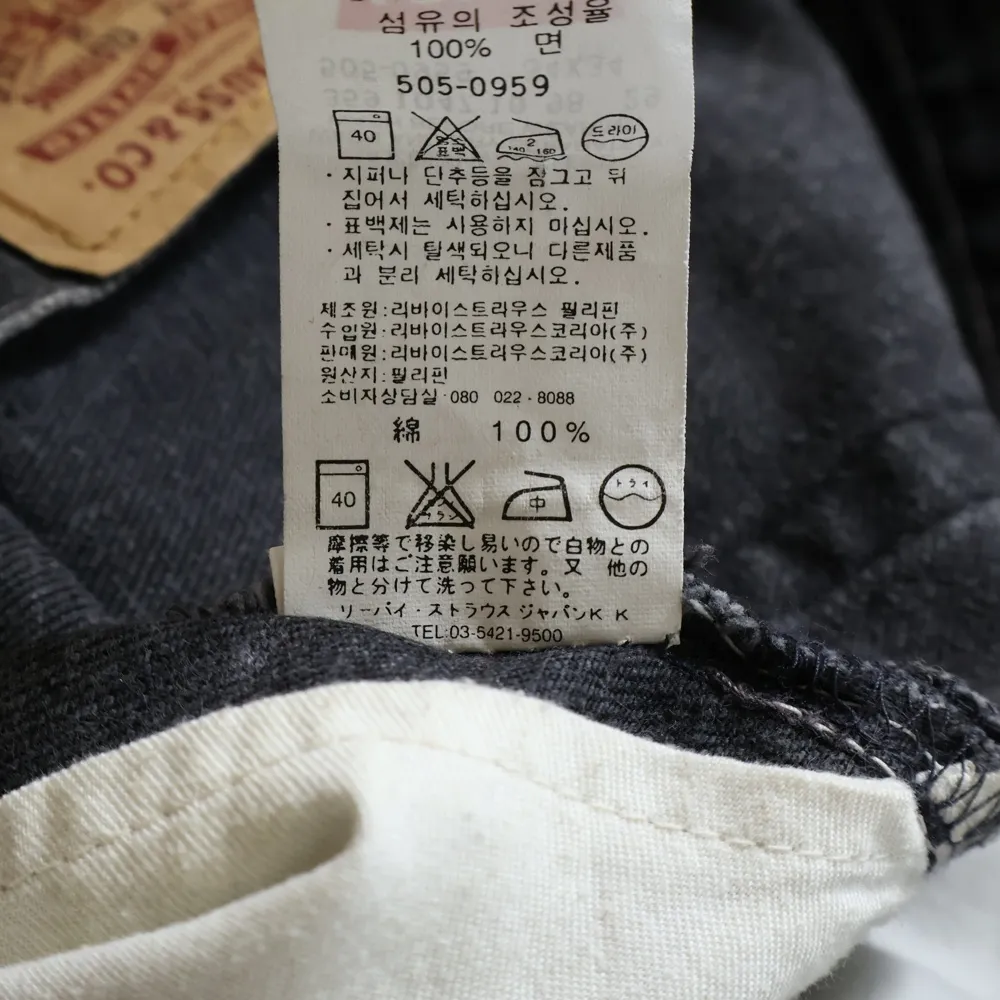 섬유의 조성율
100% 면
505-0959
40
염소
표백
2
140~160
드라이
· 지퍼나 단추등을 잠그고 뒤
집어서 세탁하십시오.
· 표백제는 사용하지 마십시오.
· 세탁시 탈색되오니 다른제품
과 분리 세탁하십시오.
제조원:리바이스트라우스 필리핀
수입원:리바이스트라우스코리아(주)
판매원:리바이스트라우스코리아(주)
원산지:필리핀
소비자상담실·080 022-8088
綿 100%
40
中
ドライ
摩擦等で移染し易いので白物との
着用はご注意願います。又 他の
物と分けて洗って下さい。
リーバイ・ストラウス ジャパンK K
TEL:03-5421-9500
USS & CO.